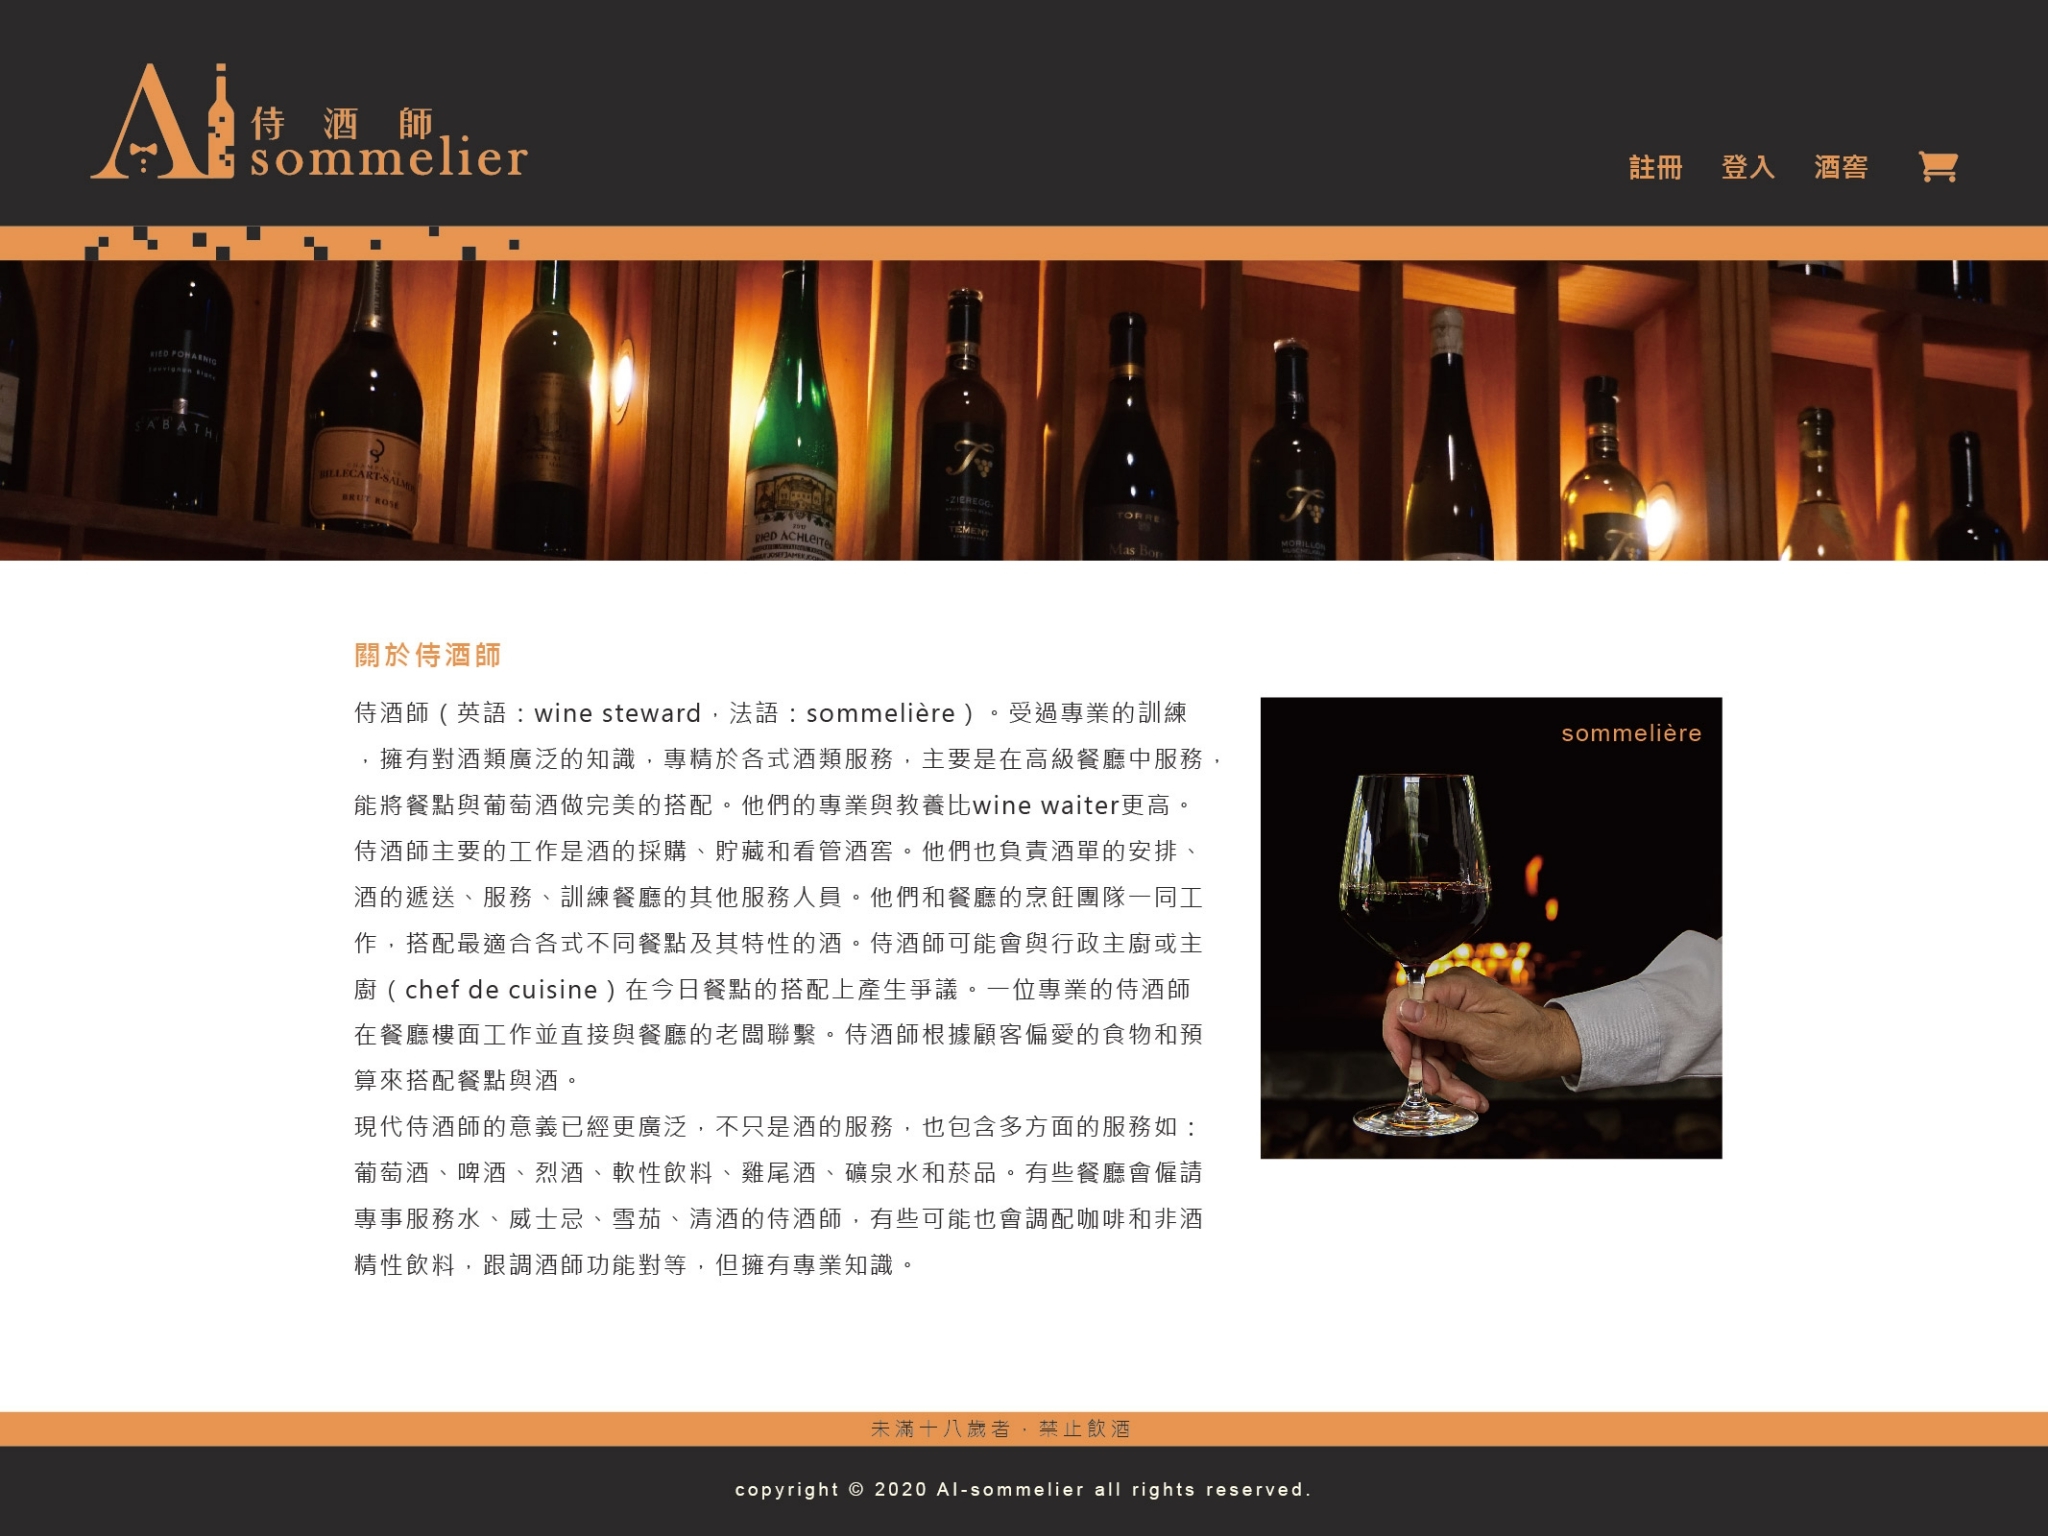 Ai 侍酒師
sommelier
註冊 登入 酒窖
RIED POHARNIG
Sauvignon Blanc
SABATHI
BILLECART-SALMON
BRUT ROSÉ
2017
RIED ACHLEITEN
ZIEREGG
TEMENT
TORRES
Mas Bor
MORILLON
關於侍酒師
侍酒師（英語：wine steward，法語：sommelière）。受過專業的訓練
，擁有對酒類廣泛的知識，專精於各式酒類服務，主要是在高級餐廳中服務，
能將餐點與葡萄酒做完美的搭配。他們的專業與教養比wine waiter更高。
侍酒師主要的工作是酒的採購、貯藏和看管酒窖。他們也負責酒單的安排、
酒的遞送、服務、訓練餐廳的其他服務人員。他們和餐廳的烹飪團隊一同工
作，搭配最適合各式不同餐點及其特性的酒。侍酒師可能會與行政主廚或主
廚（chef de cuisine）在今日餐點的搭配上產生爭議。一位專業的侍酒師
在餐廳樓面工作並直接與餐廳的老闆聯繫。侍酒師根據顧客偏愛的食物和預
算來搭配餐點與酒。
現代侍酒師的意義已經更廣泛，不只是酒的服務，也包含多方面的服務如：
葡萄酒、啤酒、烈酒、軟性飲料、雞尾酒、礦泉水和菸品。有些餐廳會僱請
專事服務水、威士忌、雪茄、清酒的侍酒師，有些可能也會調配咖啡和非酒
精性飲料，跟調酒師功能對等，但擁有專業知識。
sommelière
未滿十八歲者，禁止飲酒
copyright © 2020 AI-sommelier all rights reserved.